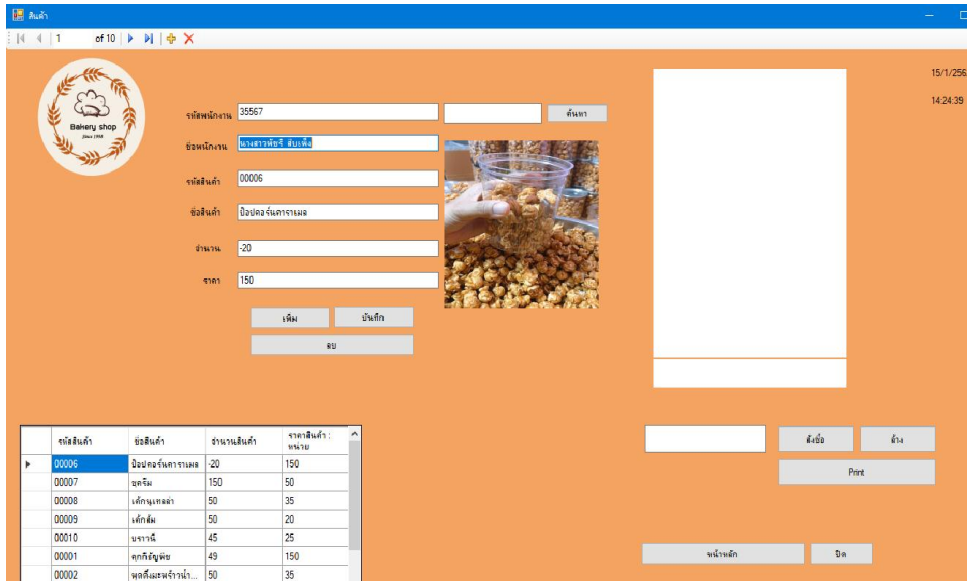 สินค้า
1 of 10
15/1/256
14:24:39
Bakery shop
Since 1998
รหัสพนักงาน 35567 ค้นหา
ชื่อพนักงาน นางสาวพัชรี
รหัสสินค้า 00006
ชื่อสินค้า ป๊อปคอร์นคาราเมล
จำนวน -20
ราคา 150
เพิ่ม บันทึก
ลบ
รหัสสินค้า ชื่อสินค้า จำนวนสินค้า ราคาสินค้า :
หน่วย
00006 ป๊อปคอร์นคาราเมล -20 150
00007 ชุดริม 150 50
00008 เค้กนูเทลล่า 50 35
00009 เค้กส้ม 50 20
00010 บราวนี่ 45 25
00001 คุกกี้ธัญพืช 49 150
00002 พุดดิ้งมะพร้าวน้ำ... 50 35
สั่งซื้อ ล้าง
Print
หน้าหลัก ปิด